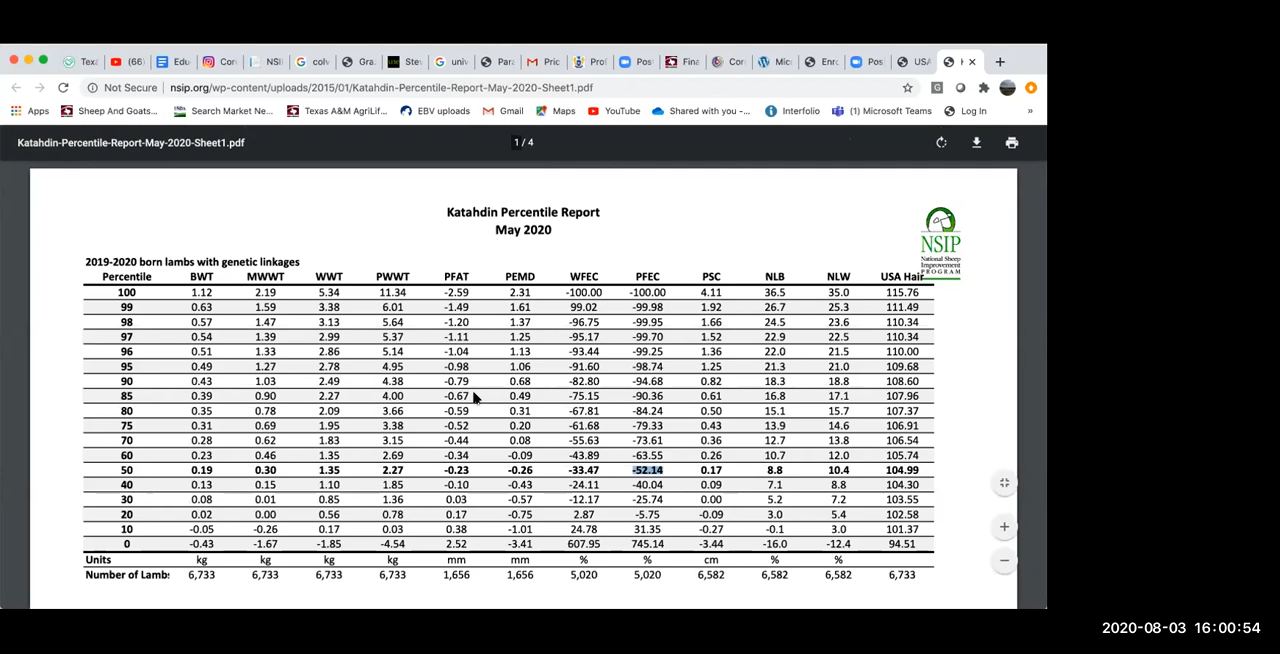 Texa (66) Edu Inst Con NSI colv Gra. Ste univ Para Pric Prof Post Fina Con Mic Enro Pos USA
Not Secure nsip.org/wp-content/uploads/2015/01/Katahdin-Percentile-Report-May-2020-Sheet1.pdf
Apps Sheep And Goats... Search Market Ne... Texas A&M AgriLif... EBV uploads Gmail Maps YouTube Shared with you -... Interfolio (1) Microsoft Teams Log In »
Katahdin-Percentile-Report-May-2020-Sheet1.pdf 1 / 4
Katahdin Percentile Report
May 2020
NSIP
National Sheep
Improvement
PROGRAM
2019-2020 born lambs with genetic linkages
Percentile BWT MWWT WWT PWWT PFAT PEMD WFEC PFEC PSC NLB NLW USA Hair
100 1.12 2.19 5.34 11.34 -2.59 2.31 -100.00 -100.00 4.11 36.5 35.0 115.76
99 0.63 1.59 3.38 6.01 -1.49 1.61 99.02 -99.98 1.92 26.7 25.3 111.49
98 0.57 1.47 3.13 5.64 -1.20 1.37 -96.75 -99.95 1.66 24.5 23.6 110.34
97 0.54 1.39 2.99 5.37 -1.11 1.25 -95.17 -99.70 1.52 22.9 22.5 110.34
96 0.51 1.33 2.86 5.14 -1.04 1.13 -93.44 -99.25 1.36 22.0 21.5 110.00
95 0.49 1.27 2.78 4.95 -0.98 1.06 -91.60 -98.74 1.25 21.3 21.0 109.68
90 0.43 1.03 2.49 4.38 -0.79 0.68 -82.80 -94.68 0.82 18.3 18.8 108.60
85 0.39 0.90 2.27 4.00 -0.67 0.49 -75.15 -90.36 0.61 16.8 17.1 107.96
80 0.35 0.78 2.09 3.66 -0.59 0.31 -67.81 -84.24 0.50 15.1 15.7 107.37
75 0.31 0.69 1.95 3.38 -0.52 0.20 -61.68 -79.33 0.43 13.9 14.6 106.91
70 0.28 0.62 1.83 3.15 -0.44 0.08 -55.63 -73.61 0.36 12.7 13.8 106.54
60 0.23 0.46 1.35 2.69 -0.34 -0.09 -43.89 -63.55 0.26 10.7 12.0 105.74
50 0.19 0.30 1.35 2.27 -0.23 -0.26 -33.47 -52.14 0.17 8.8 10.4 104.99
40 0.13 0.15 1.10 1.85 -0.10 -0.43 -24.11 -40.04 0.09 7.1 8.8 104.30
30 0.08 0.01 0.85 1.36 0.03 -0.57 -12.17 -25.74 0.00 5.2 7.2 103.55
20 0.02 0.00 0.56 0.78 0.17 -0.75 2.87 -5.75 -0.09 3.0 5.4 102.58
10 -0.05 -0.26 0.17 0.03 0.38 -1.01 24.78 31.35 -0.27 -0.1 3.0 101.37
0 -0.43 -1.67 -1.85 -4.54 2.52 -3.41 607.95 745.14 -3.44 -16.0 -12.4 94.51
Units kg kg kg kg mm mm % % cm % %
Number of Lambs 6,733 6,733 6,733 6,733 1,656 1,656 5,020 5,020 6,582 6,582 6,582 6,733
2020-08-03 16:00:54